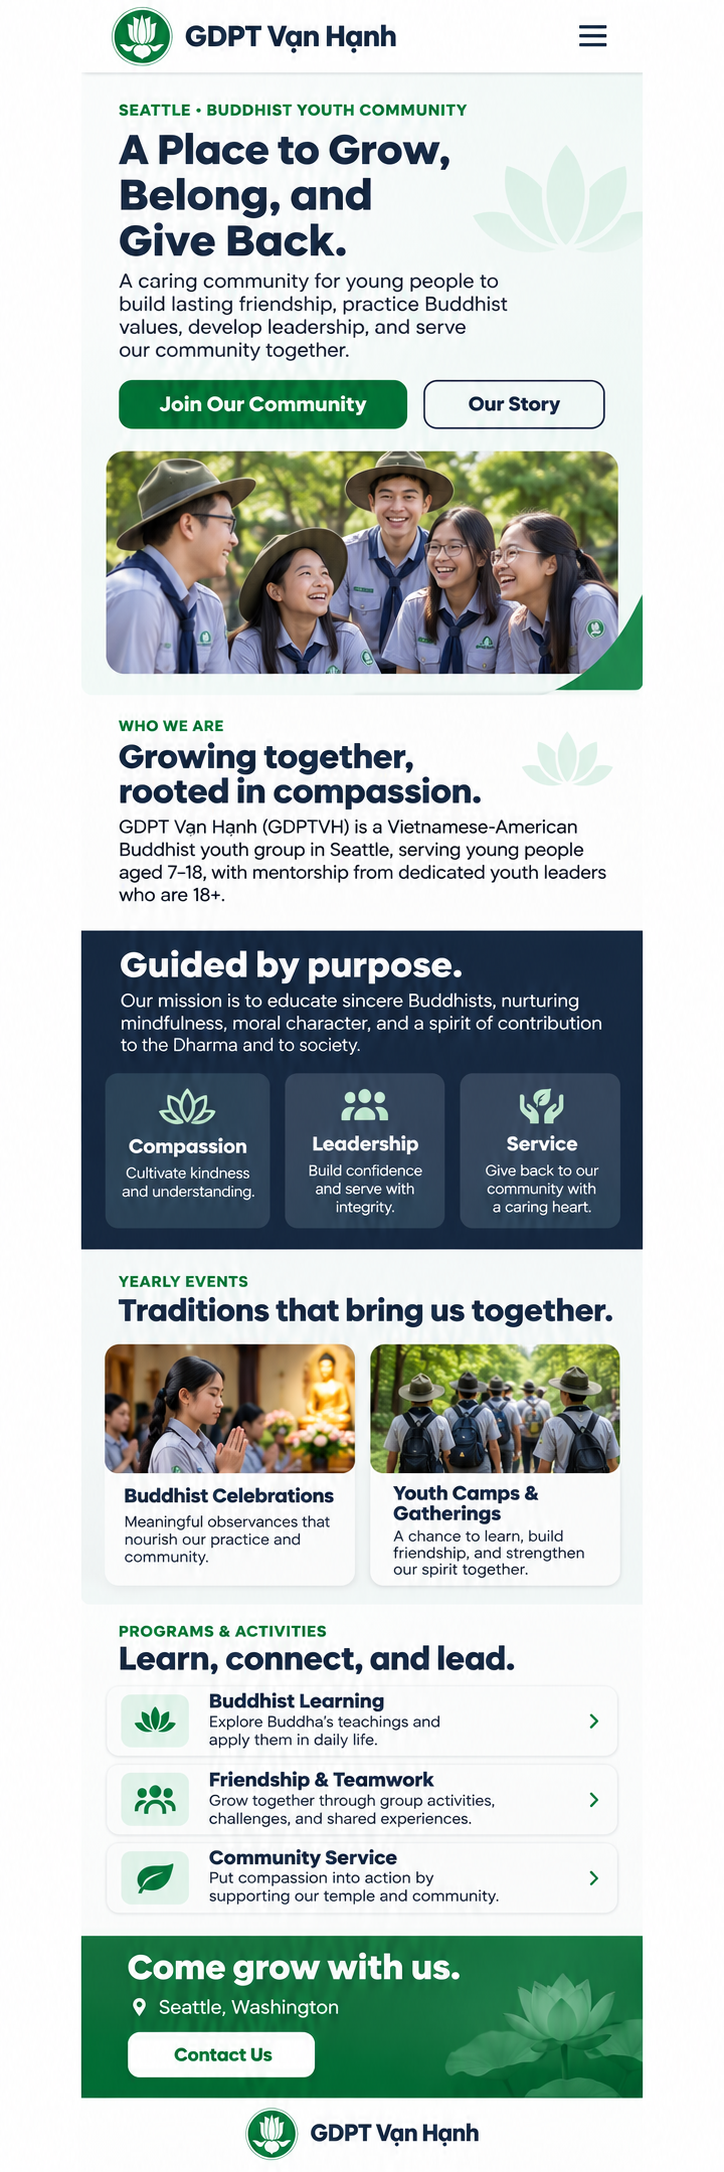 GDPT Vạn Hạnh
SEATTLE • BUDDHIST YOUTH COMMUNITY
A Place to Grow,
Belong, and
Give Back.
A caring community for young people to
build lasting friendship, practice Buddhist
values, develop leadership, and serve
our community together.
Join Our Community
Our Story
WHO WE ARE
Growing together,
rooted in compassion.
GDPT Vạn Hạnh (GDPTVH) is a Vietnamese-American
Buddhist youth group in Seattle, serving young people
aged 7–18, with mentorship from dedicated youth leaders
who are 18+.
Guided by purpose.
Our mission is to educate sincere Buddhists, nurturing
mindfulness, moral character, and a spirit of contribution
to the Dharma and to society.
Compassion
Cultivate kindness
and understanding.
Leadership
Build confidence
and serve with
integrity.
Service
Give back to our
community with
a caring heart.
YEARLY EVENTS
Traditions that bring us together.
Buddhist Celebrations
Meaningful observances that
nourish our practice and
community.
Youth Camps &
Gatherings
A chance to learn, build
friendship, and strengthen
our spirit together.
PROGRAMS & ACTIVITIES
Learn, connect, and lead.
Buddhist Learning
Explore Buddha's teachings and
apply them in daily life.
Friendship & Teamwork
Grow together through group activities,
challenges, and shared experiences.
Community Service
Put compassion into action by
supporting our temple and community.
Come grow with us.
Seattle, Washington
Contact Us
GDPT Vạn Hạnh